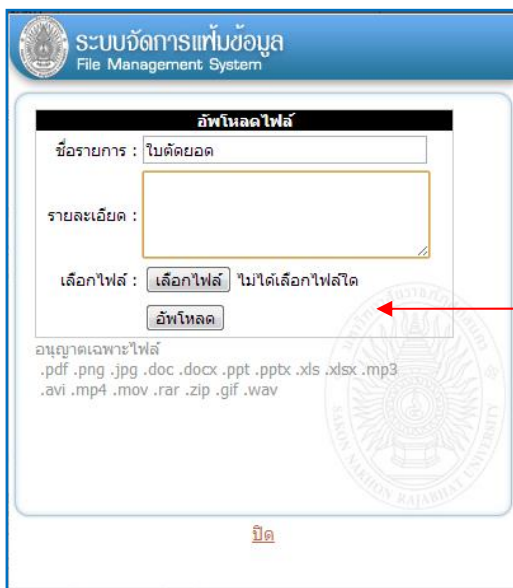 ระบบจัดการแฟ้มข้อมูล
File Management System
อัพโหลดไฟล์
ชื่อรายการ : ใบตัดยอด
รายละเอียด :
เลือกไฟล์ : เลือกไฟล์ ไม่ได้เลือกไฟล์ใด
อัพโหลด
อนุญาตเฉพาะไฟล์
.pdf .png .jpg .doc .docx .ppt .pptx .xls .xlsx .mp3
.avi .mp4 .mov .rar .zip .gif .wav
SAKON NAKHON RAJABHAT UNIVERSITY
ปิด